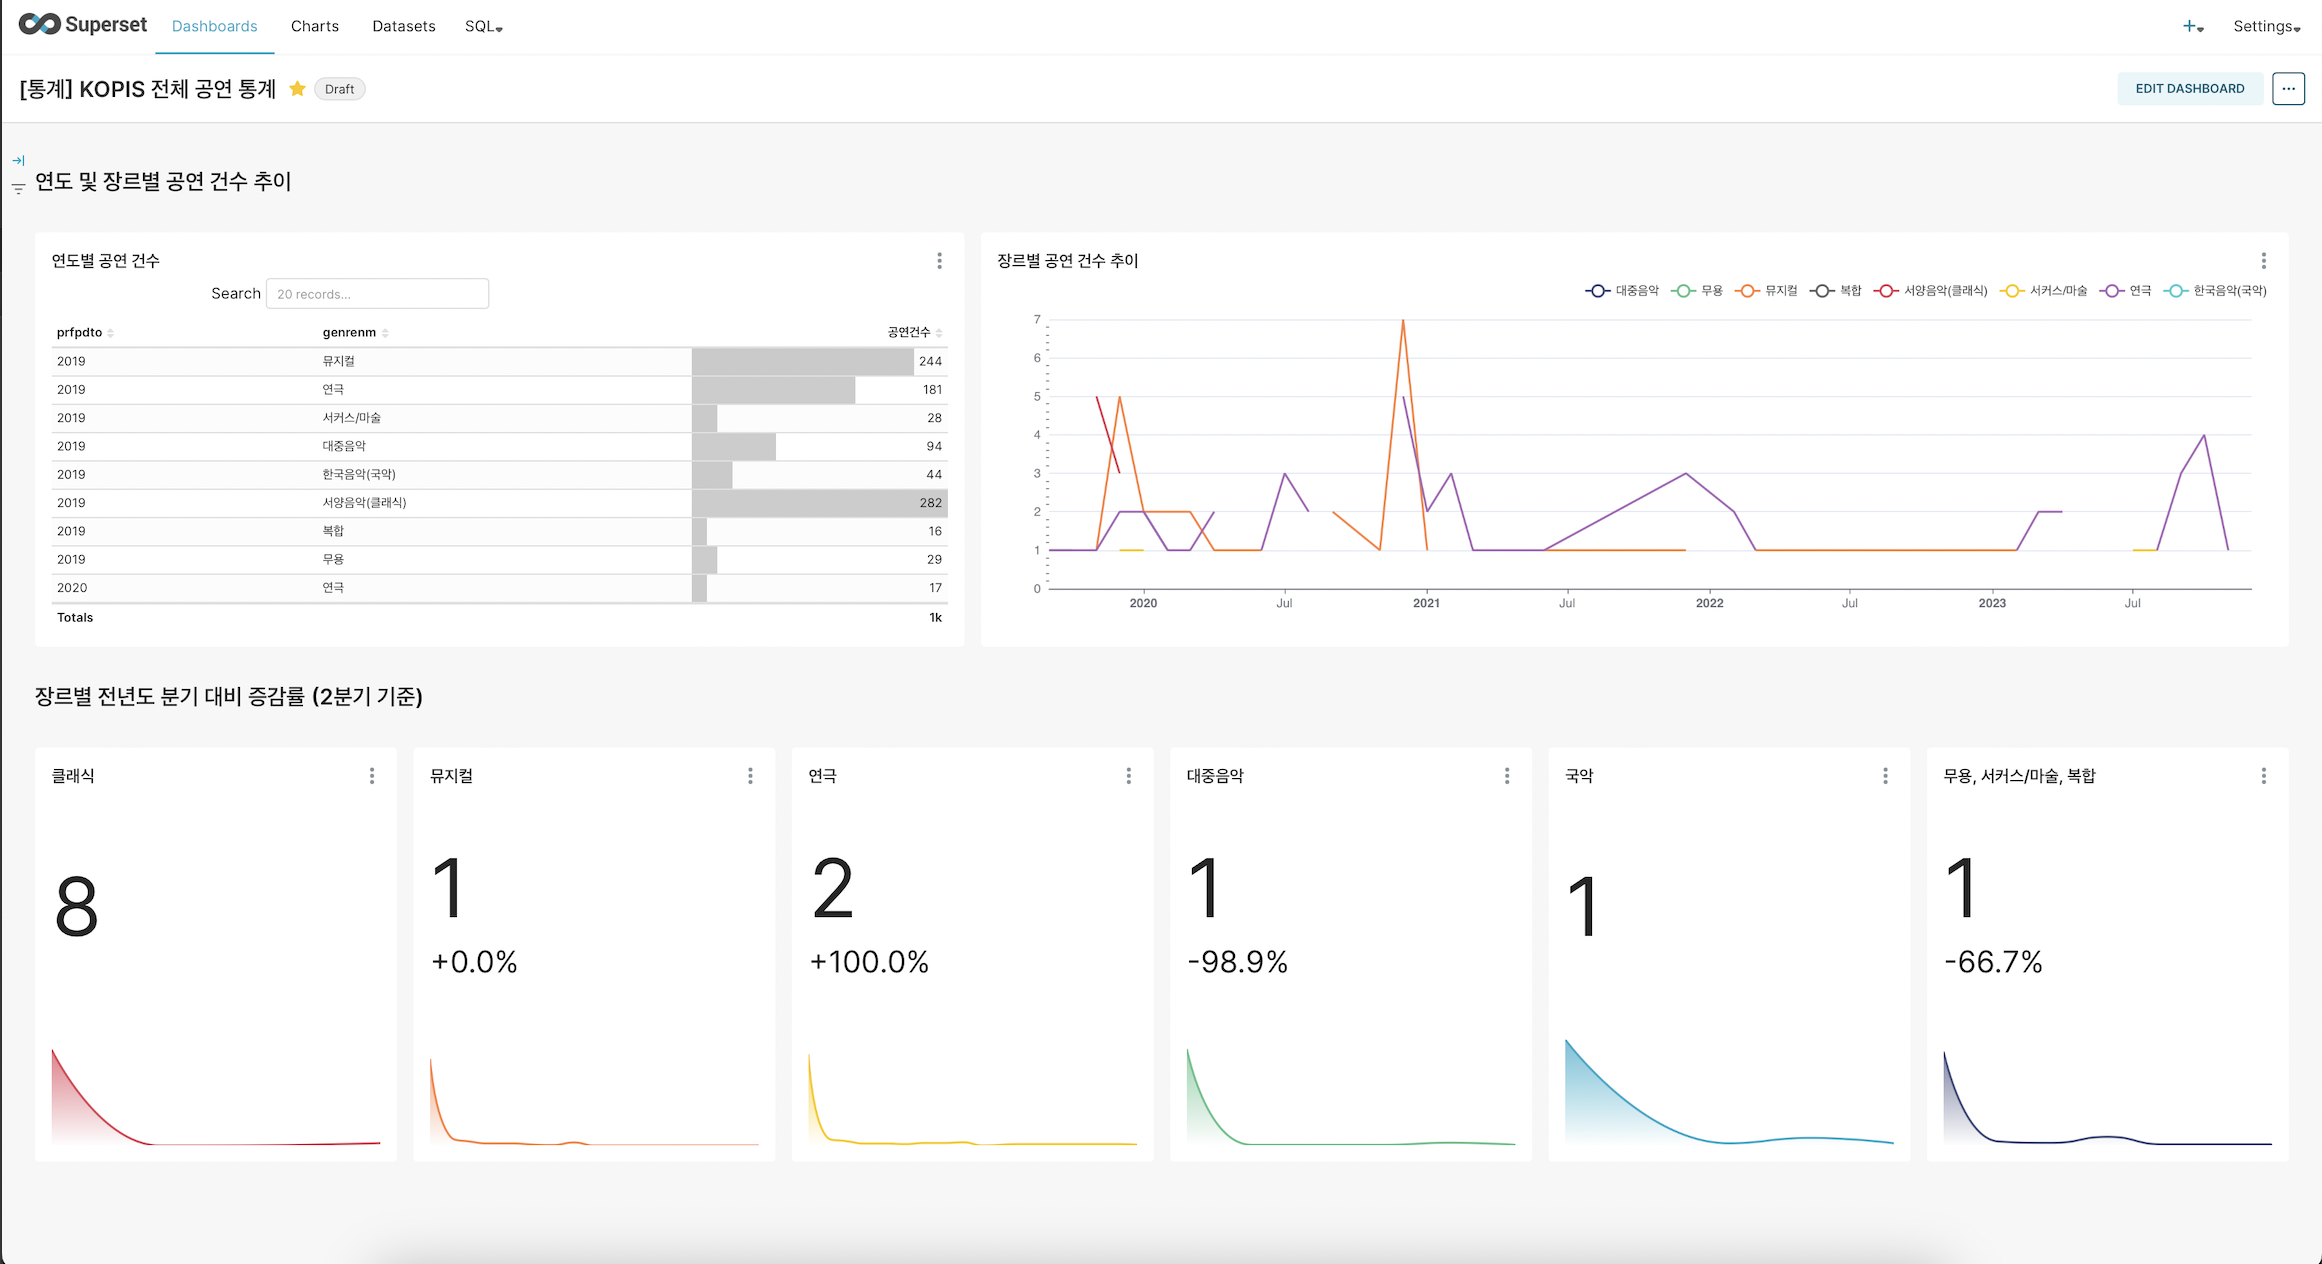 Superset Dashboards Charts Datasets SQL + Settings
[통계] KOPIS 전체 공연 통계 Draft EDIT DASHBOARD ...
연도 및 장르별 공연 건수 추이
연도별 공연 건수
Search 20 records...
prfpdto genrenm 공연건수
2019 뮤지컬 244
2019 연극 181
2019 서커스/마술 28
2019 대중음악 94
2019 한국음악(국악) 44
2019 서양음악(클래식) 282
2019 복합 16
2019 무용 29
2020 연극 17
Totals 1k
장르별 공연 건수 추이
대중음악 무용 뮤지컬 복합 서양음악(클래식) 서커스/마술 연극 한국음악(국악)
7
6
5
4
3
2
1
0
2020 Jul 2021 Jul 2022 Jul 2023 Jul
장르별 전년도 분기 대비 증감률 (2분기 기준)
클래식
8
뮤지컬
1
+0.0%
연극
2
+100.0%
대중음악
1
-98.9%
국악
1
무용, 서커스/마술, 복합
1
-66.7%